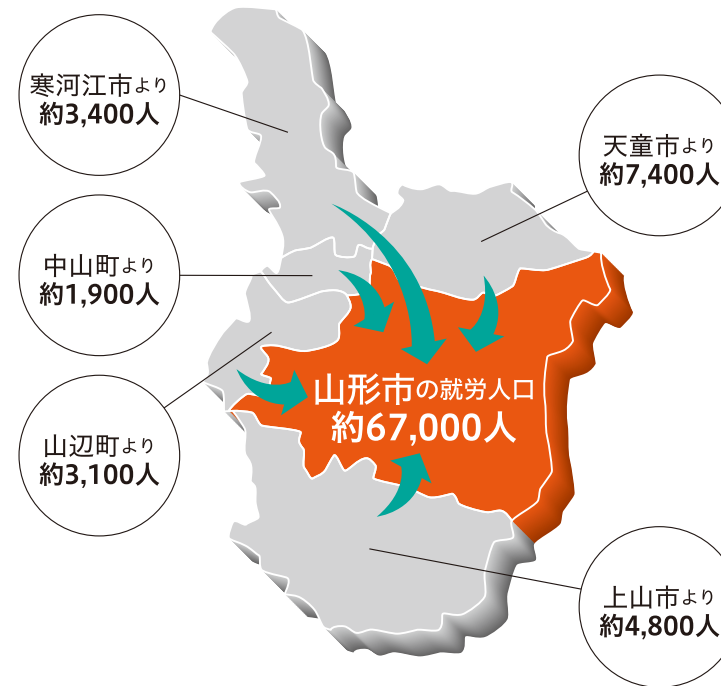 寒河江市より
約3,400人
天童市より
約7,400人
中山町より
約1,900人
山形市の就労人口
約67,000人
山辺町より
約3,100人
上山市より
約4,800人